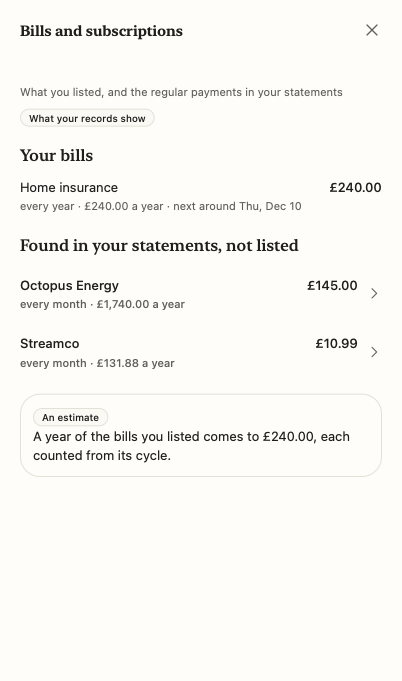 Bills and subscriptions
What you listed, and the regular payments in your statements
What your records show
Your bills
Home insurance £240.00
every year · £240.00 a year · next around Thu, Dec 10
Found in your statements, not listed
Octopus Energy £145.00
every month · £1,740.00 a year
Streamco £10.99
every month · £131.88 a year
An estimate
A year of the bills you listed comes to £240.00, each
counted from its cycle.